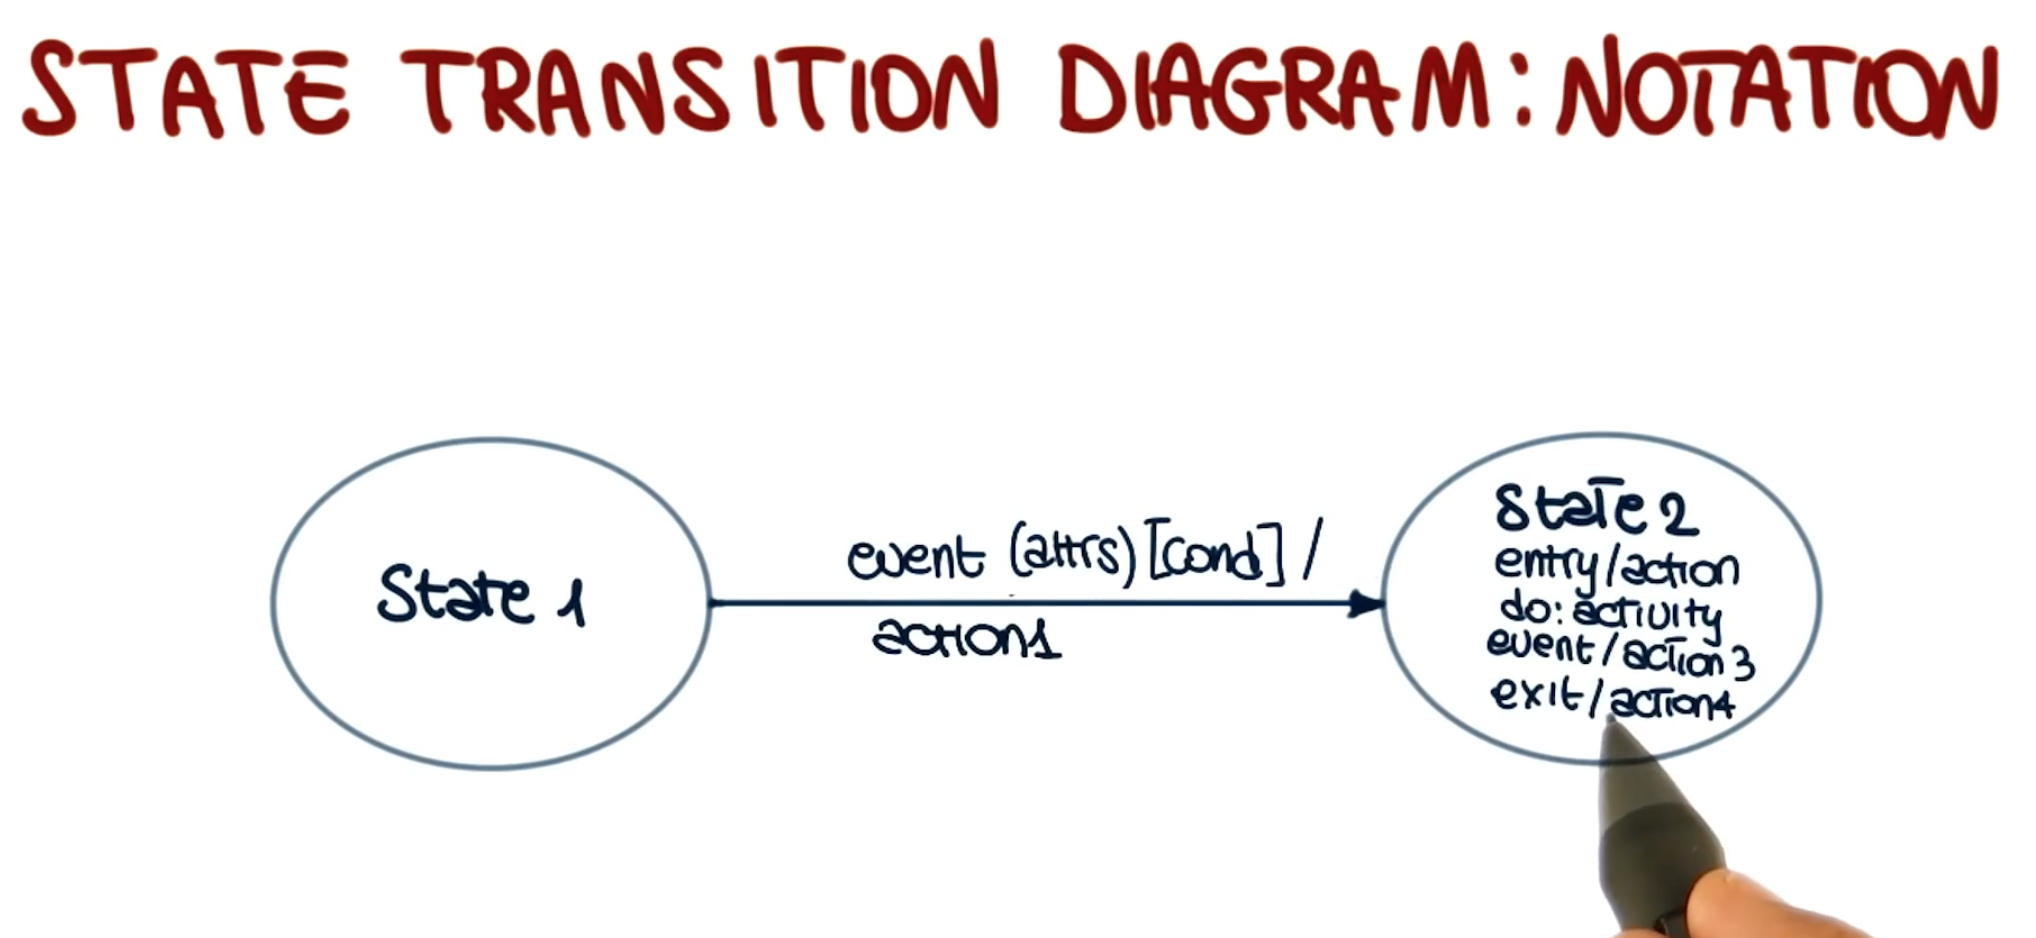 STATE TRANSITION DIAGRAM: NOTATION
State 1
event (attrs) [cond] /
action1
State 2
entry/action
do: activity
event/action3
exit/action4